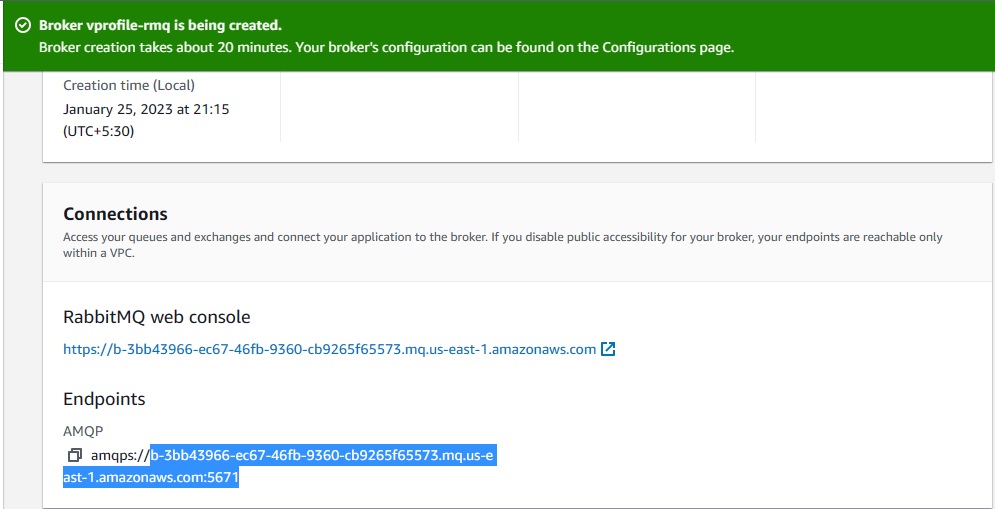 Broker vprofile-rmq is being created.
Broker creation takes about 20 minutes. Your broker's configuration can be found on the Configurations page.
Creation time (Local)
January 25, 2023 at 21:15
(UTC+5:30)
Connections
Access your queues and exchanges and connect your application to the broker. If you disable public accessibility for your broker, your endpoints are reachable only
within a VPC.
RabbitMQ web console
https://b-3bb43966-ec67-46fb-9360-cb9265f65573.mq.us-east-1.amazonaws.com
Endpoints
AMQP
amqps://b-3bb43966-ec67-46fb-9360-cb9265f65573.mq.us-e
ast-1.amazonaws.com:5671